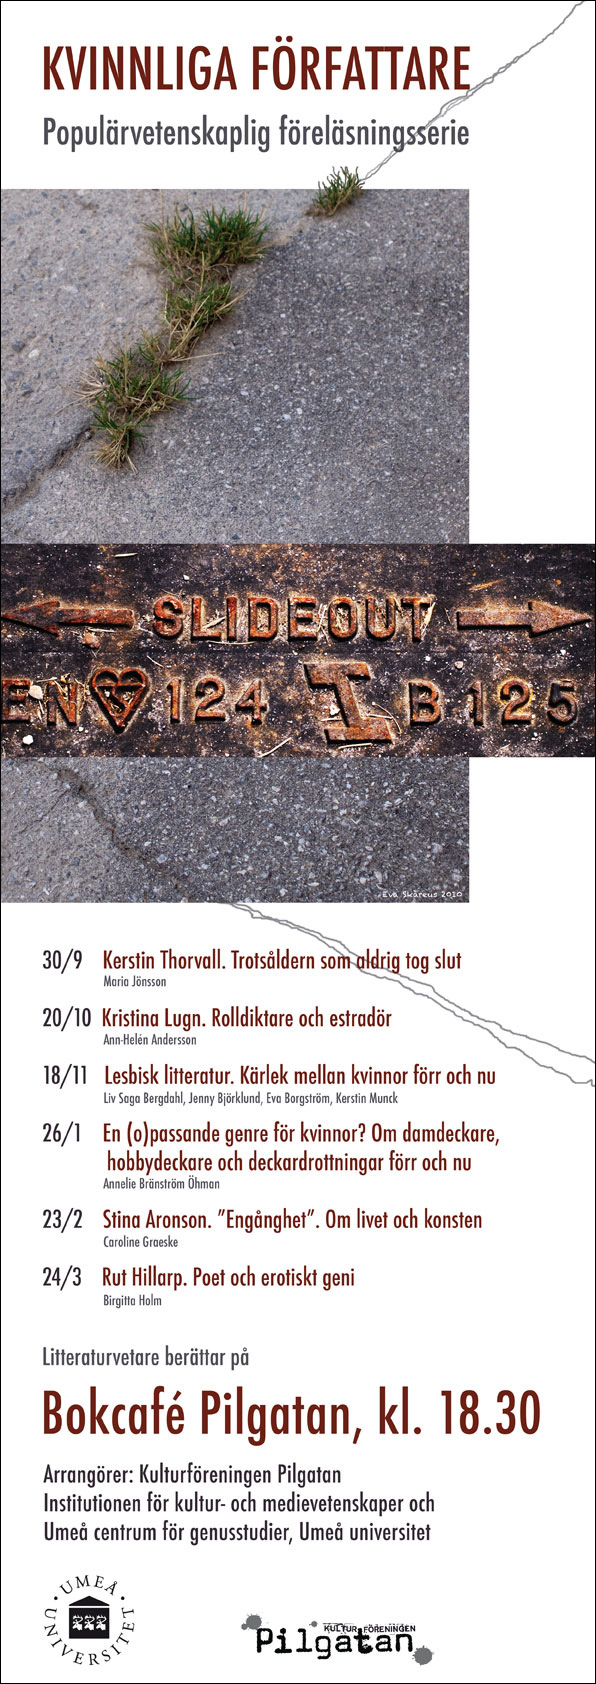 KVINNLIGA FÖRFATTARE
Populärvetenskaplig föreläsningsserie
SLIDEOUT
EN 124 I B 125
Eva Skåreus 2010
30/9 Kerstin Thorvall. Trotsåldern som aldrig tog slut
Maria Jönsson
20/10 Kristina Lugn. Rolldiktare och estradör
Ann-Helén Andersson
18/11 Lesbisk litteratur. Kärlek mellan kvinnor förr och nu
Liv Saga Bergdahl, Jenny Björklund, Eva Borgström, Kerstin Munck
26/1 En (o)passande genre för kvinnor? Om damdeckare,
hobbydeckare och deckardrottningar förr och nu
Annelie Bränström Öhman
23/2 Stina Aronson. ”Engånghet”. Om livet och konsten
Caroline Graeske
24/3 Rut Hillarp. Poet och erotiskt geni
Birgitta Holm
Litteraturvetare berättar på
Bokcafé Pilgatan, kl. 18.30
Arrangörer: Kulturföreningen Pilgatan
Institutionen för kultur- och medievetenskaper och
Umeå centrum för genusstudier, Umeå universitet
UMEÅ UNIVERSITET
KULTURFÖRENINGEN
Pilgatan